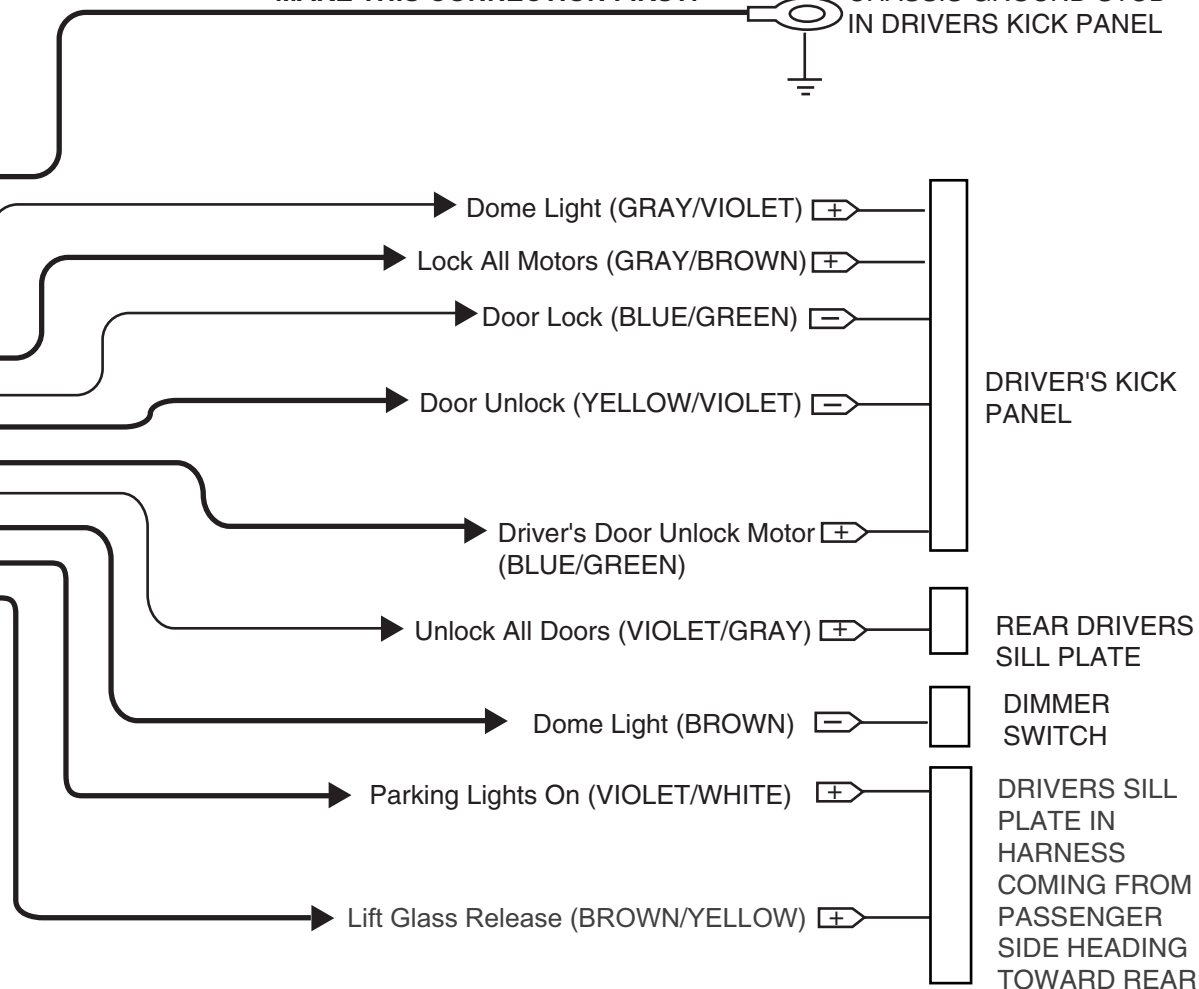 MAKE THIS CONNECTION FIRST!
CHASSIS GROUND STUD
IN DRIVERS KICK PANEL
Dome Light (GRAY/VIOLET) +
Lock All Motors (GRAY/BROWN) +
Door Lock (BLUE/GREEN) −
DRIVER'S KICK
PANEL
Door Unlock (YELLOW/VIOLET) −
Driver's Door Unlock Motor +
(BLUE/GREEN)
Unlock All Doors (VIOLET/GRAY) +
REAR DRIVERS
SILL PLATE
Dome Light (BROWN) −
DIMMER
SWITCH
Parking Lights On (VIOLET/WHITE) +
Lift Glass Release (BROWN/YELLOW) +
DRIVERS SILL
PLATE IN
HARNESS
COMING FROM
PASSENGER
SIDE HEADING
TOWARD REAR